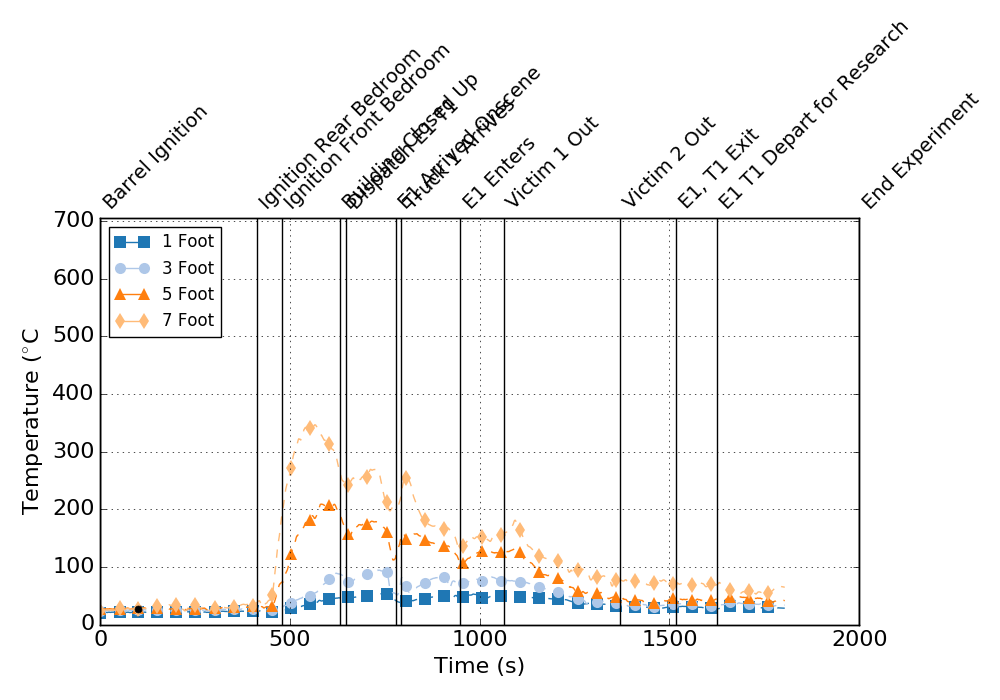 Barrel Ignition
Ignition Rear Bedroom
Ignition Front Bedroom
Building Closed Up
Dispatch E1 T1
E1 Arrived Onscene
Truck 1 Arrives
E1 Enters
Victim 1 Out
Victim 2 Out
E1, T1 Exit
E1 T1 Depart for Research
End Experiment
700
600
500
400
300
200
100
0
Temperature (°C
1 Foot
3 Foot
5 Foot
7 Foot
0
500
1000
1500
2000
Time (s)